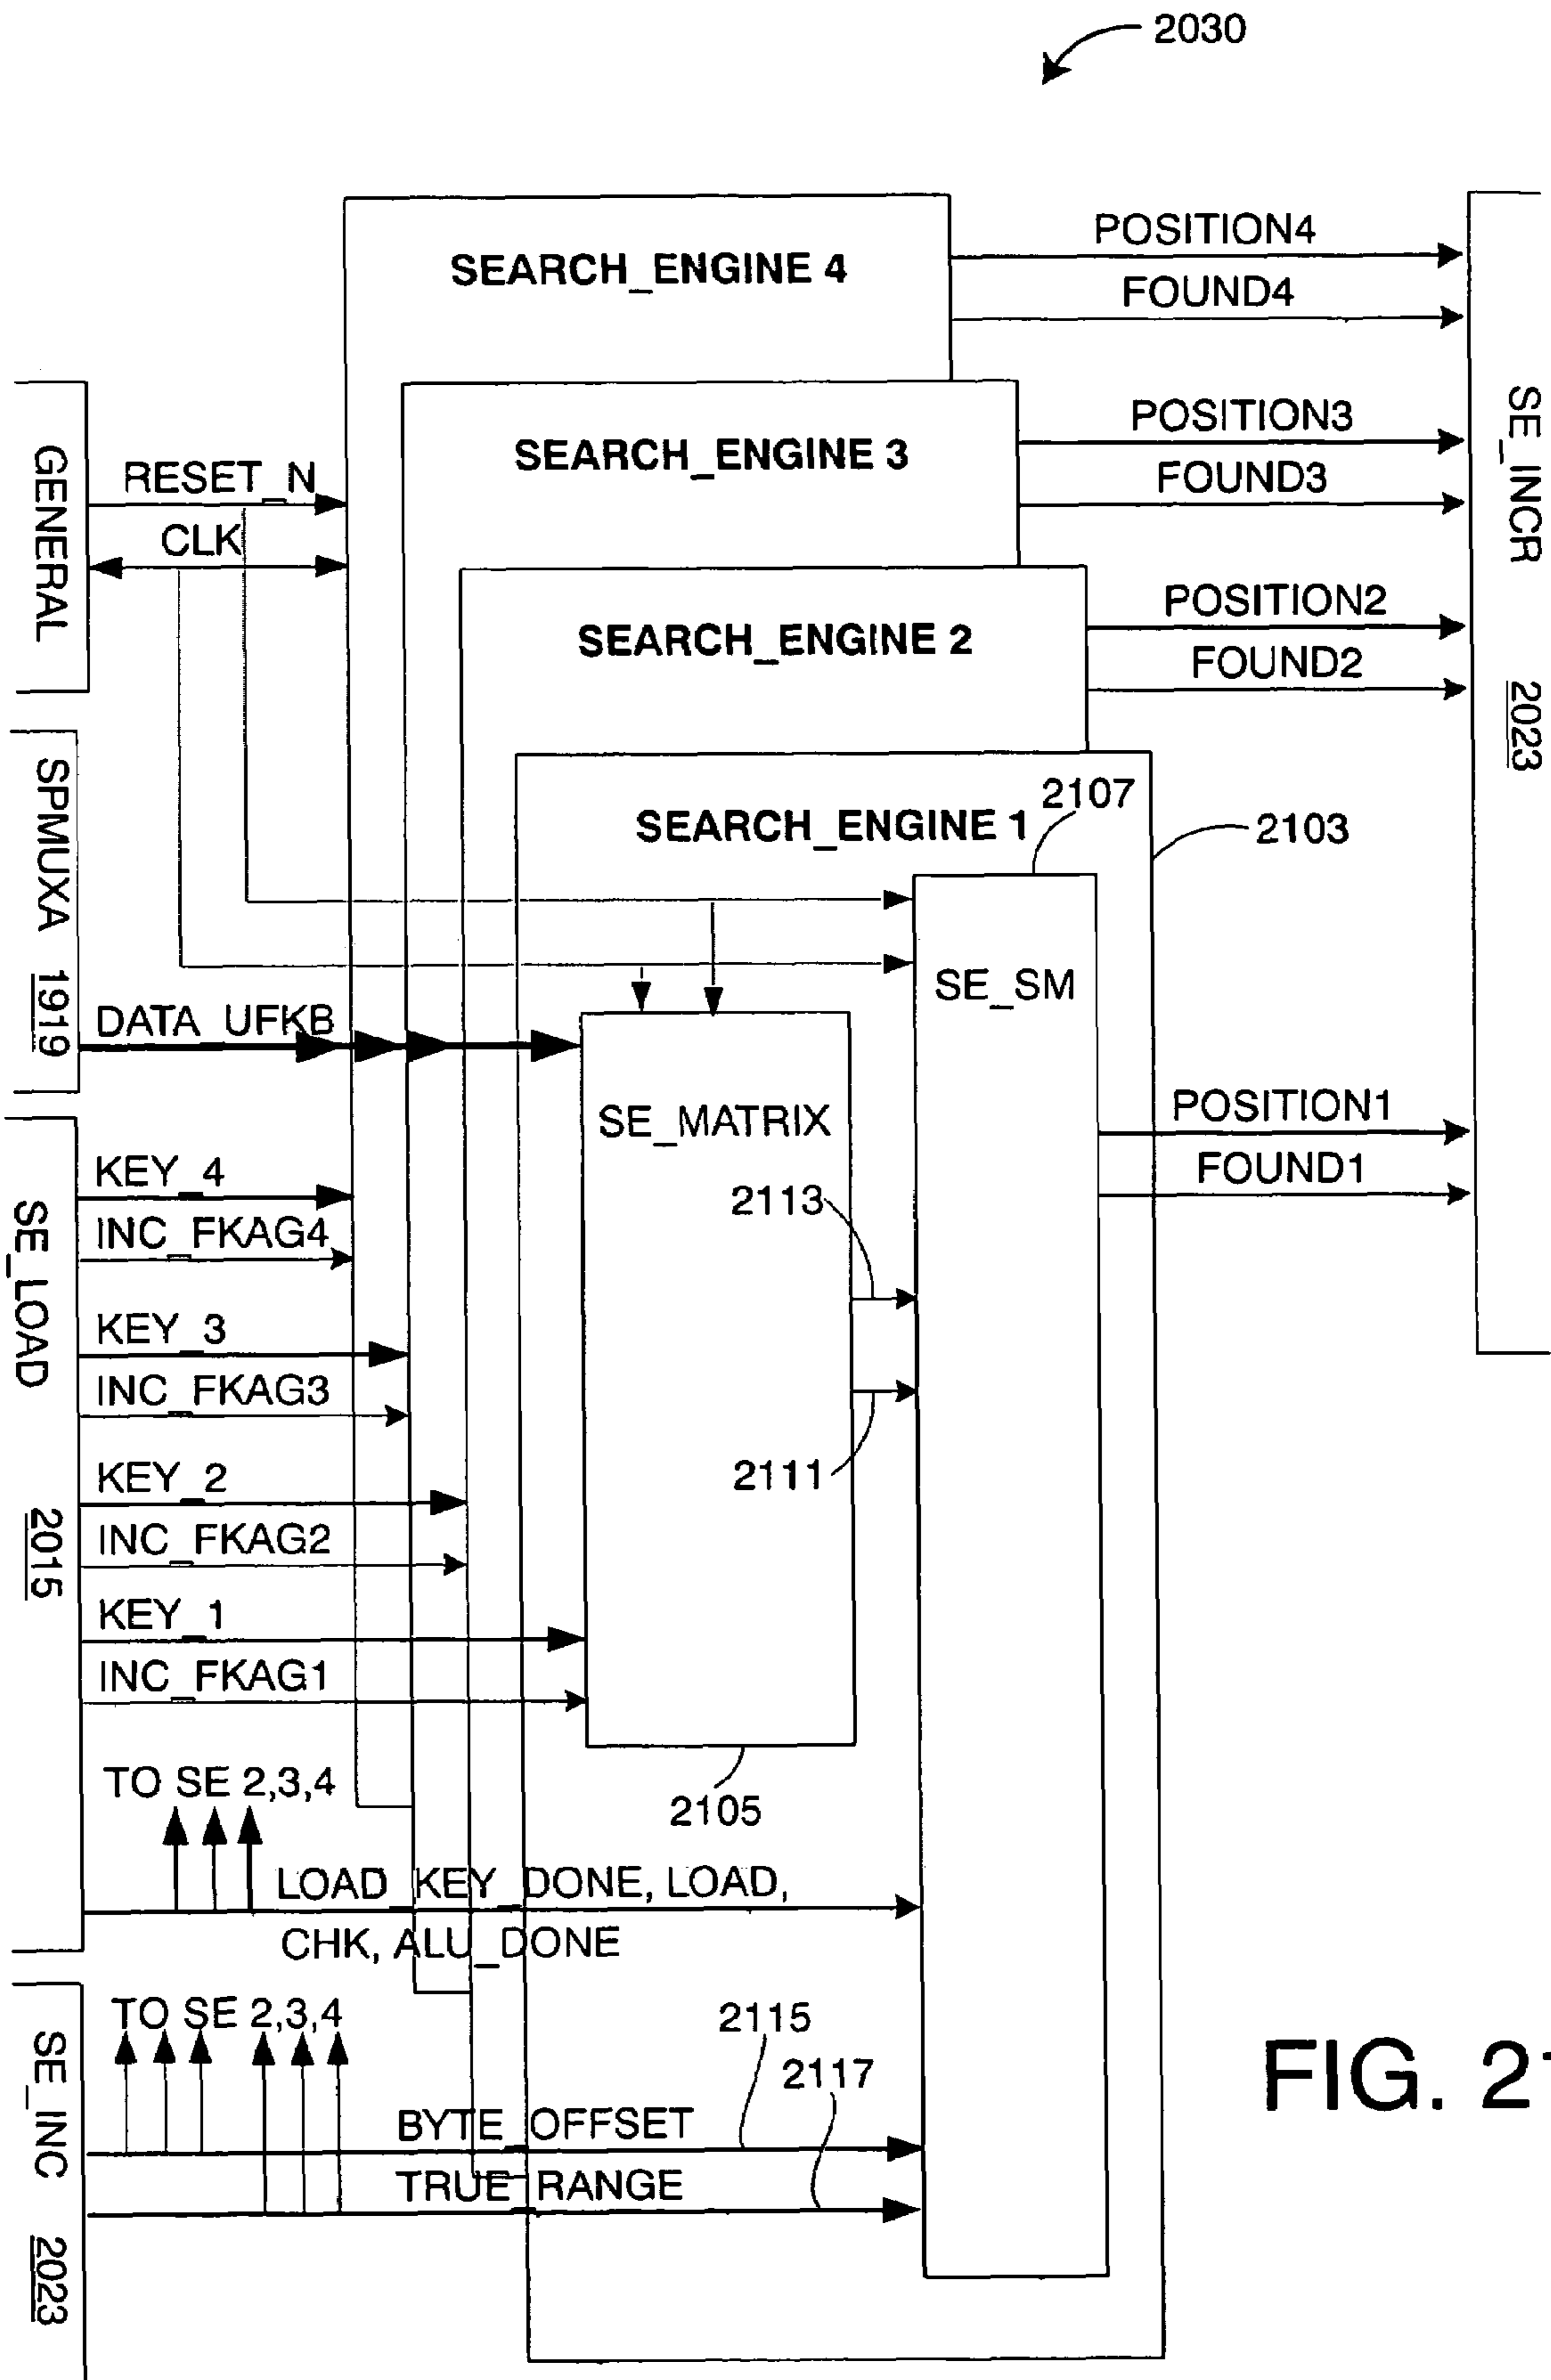 2030
POSITION4
SEARCH_ENGINE 4
FOUND4
POSITION3
SEARCH_ENGINE 3
FOUND3
SE_INCR 2023
GENERAL
RESET_N
CLK
POSITION2
SEARCH_ENGINE 2
FOUND2
SPMUXA 1919
2107
SEARCH_ENGINE 1
2103
SE_SM
DATA_UFKB
SE_MATRIX
POSITION1
FOUND1
SE_LOAD 2015
KEY_4
INC_FKAG4
2113
KEY_3
INC_FKAG3
2111
KEY_2
INC_FKAG2
KEY_1
INC_FKAG1
TO SE 2,3,4
2105
LOAD_KEY_DONE, LOAD,
CHK, ALU_DONE
SE_INC 2023
TO SE 2,3,4
2115
2117
BYTE_OFFSET
TRUE_RANGE
FIG. 21